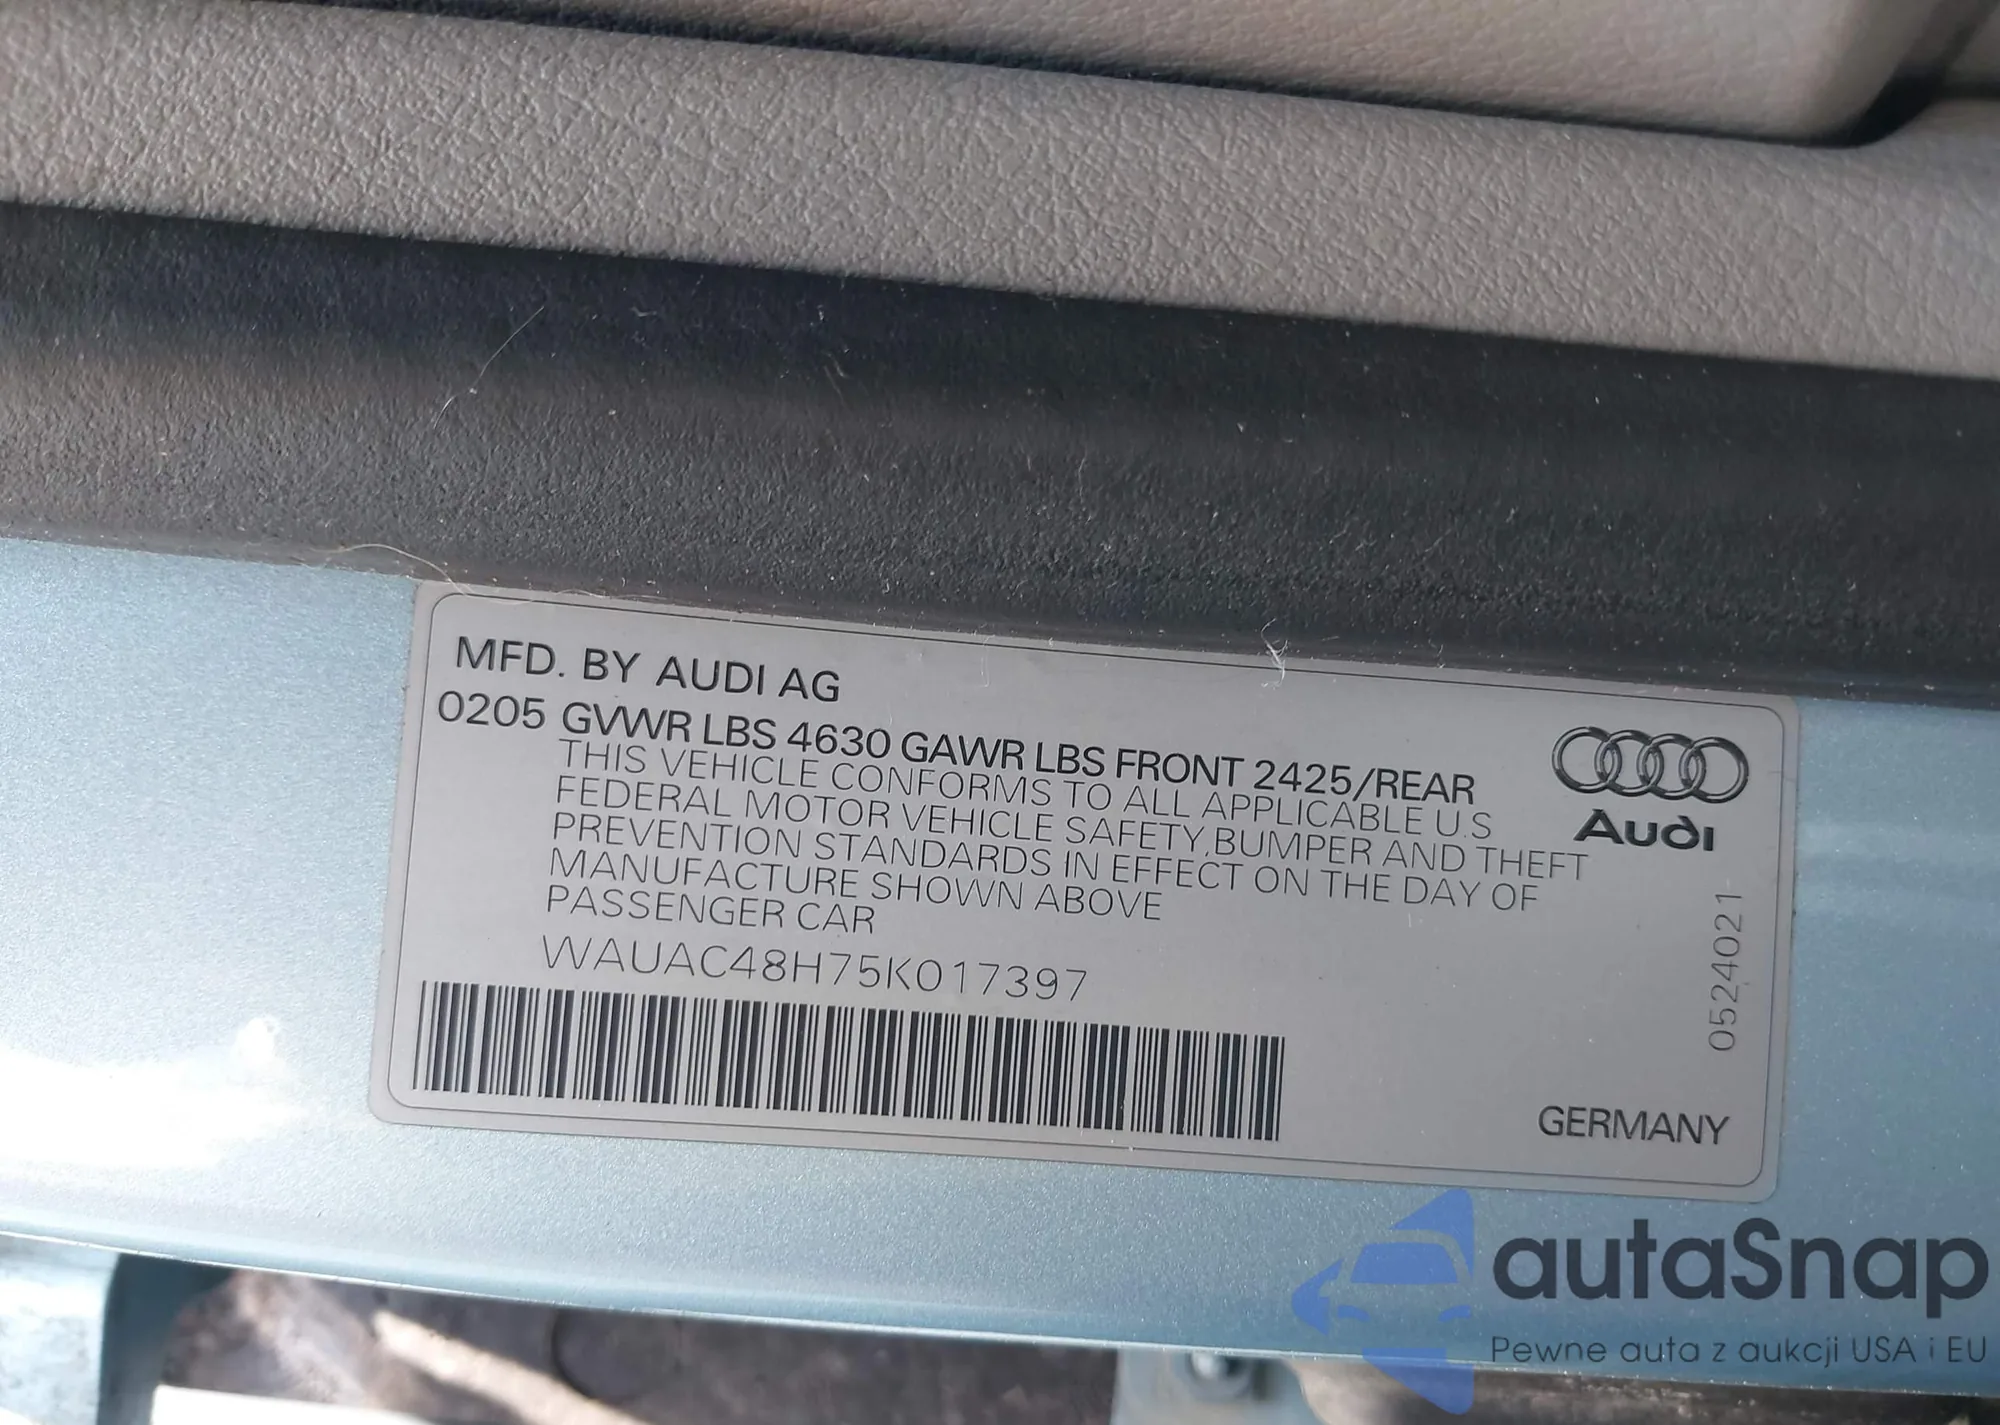 MFD. BY AUDI AG
0205 GVWR LBS 4630 GAWR LBS FRONT 2425/REAR
THIS VEHICLE CONFORMS TO ALL APPLICABLE U.S
FEDERAL MOTOR VEHICLE SAFETY,BUMPER AND THEFT
PREVENTION STANDARDS IN EFFECT ON THE DAY OF
MANUFACTURE SHOWN ABOVE
PASSENGER CAR
WAUAC48H75K017397
Audi
05224021
GERMANY
autaSnap
Pewne auta z aukcji USA i EU